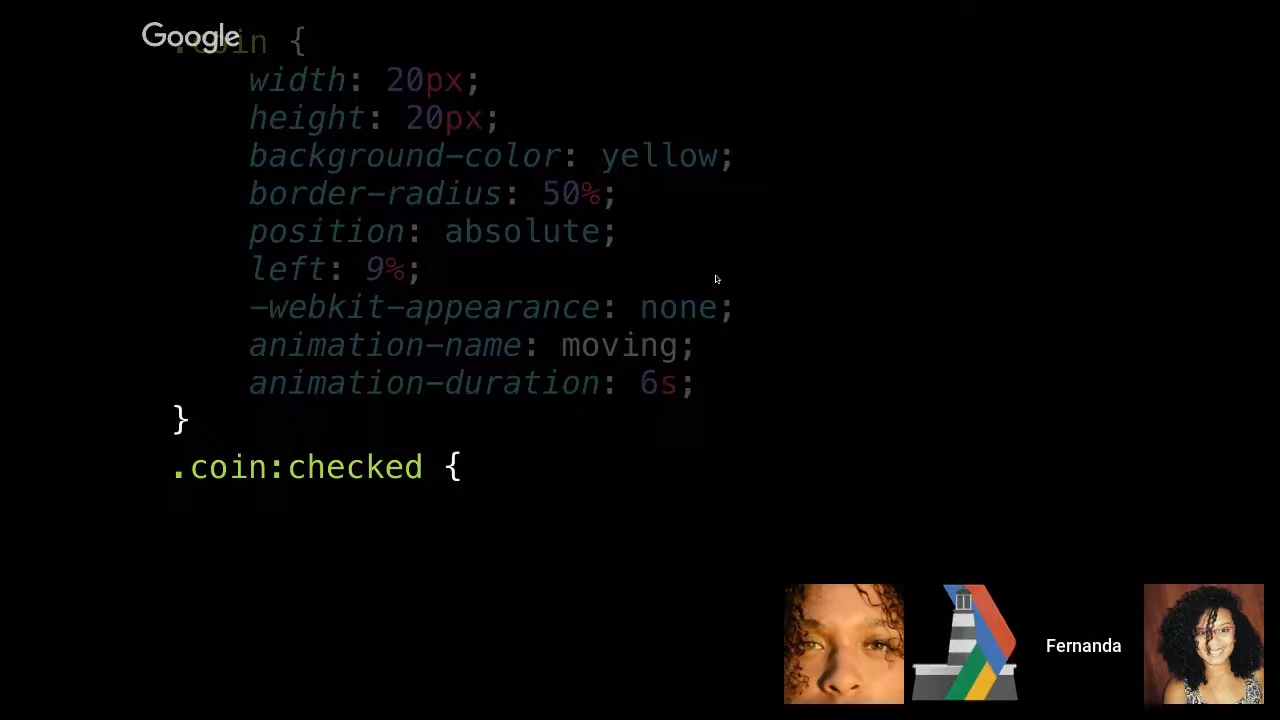 Google
.coin {
width: 20px;
height: 20px;
background-color: yellow;
border-radius: 50%;
position: absolute;
left: 9%;
-webkit-appearance: none;
animation-name: moving;
animation-duration: 6s;
}
.coin:checked {
Fernanda